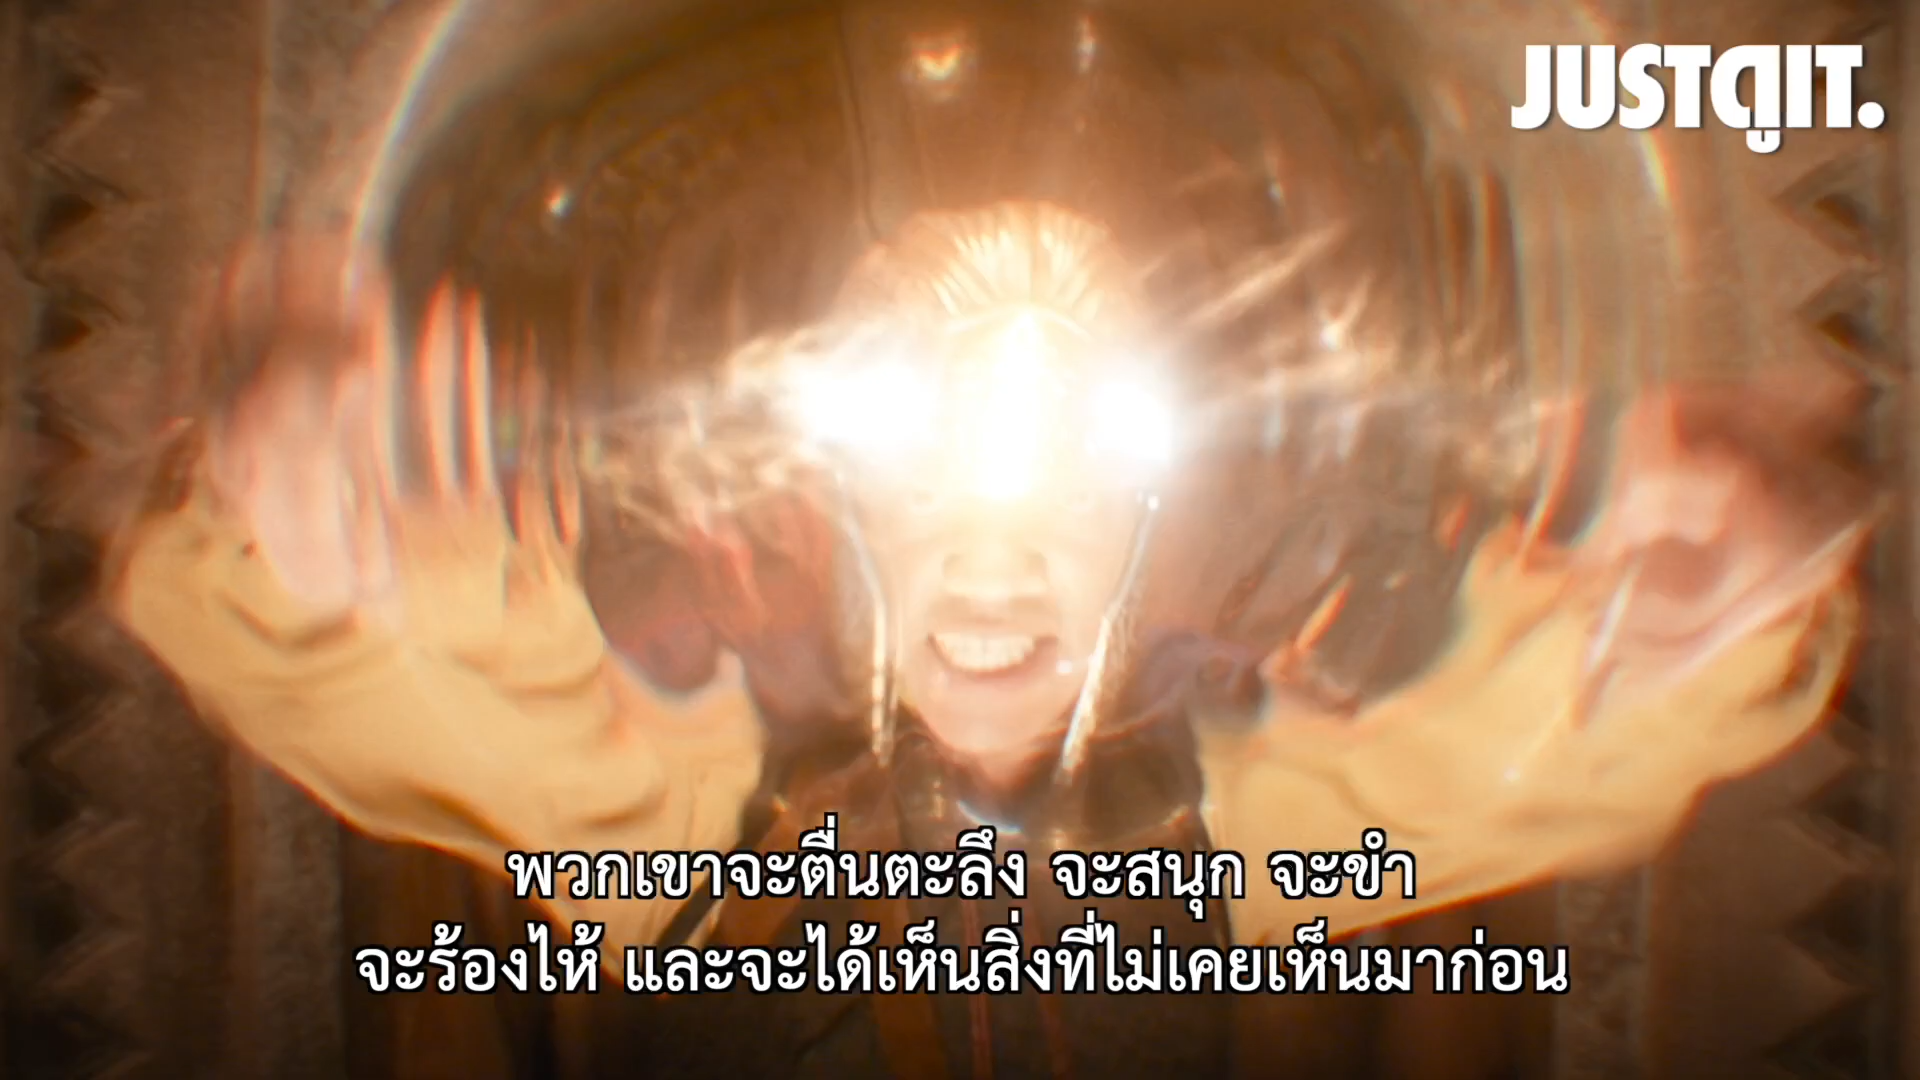 JUSTดูIT.
พวกเขาจะตื่นตะลึง จะสนุก จะขำ
จะร้องไห้ และจะได้เห็นสิ่งที่ไม่เคยเห็นมาก่อน